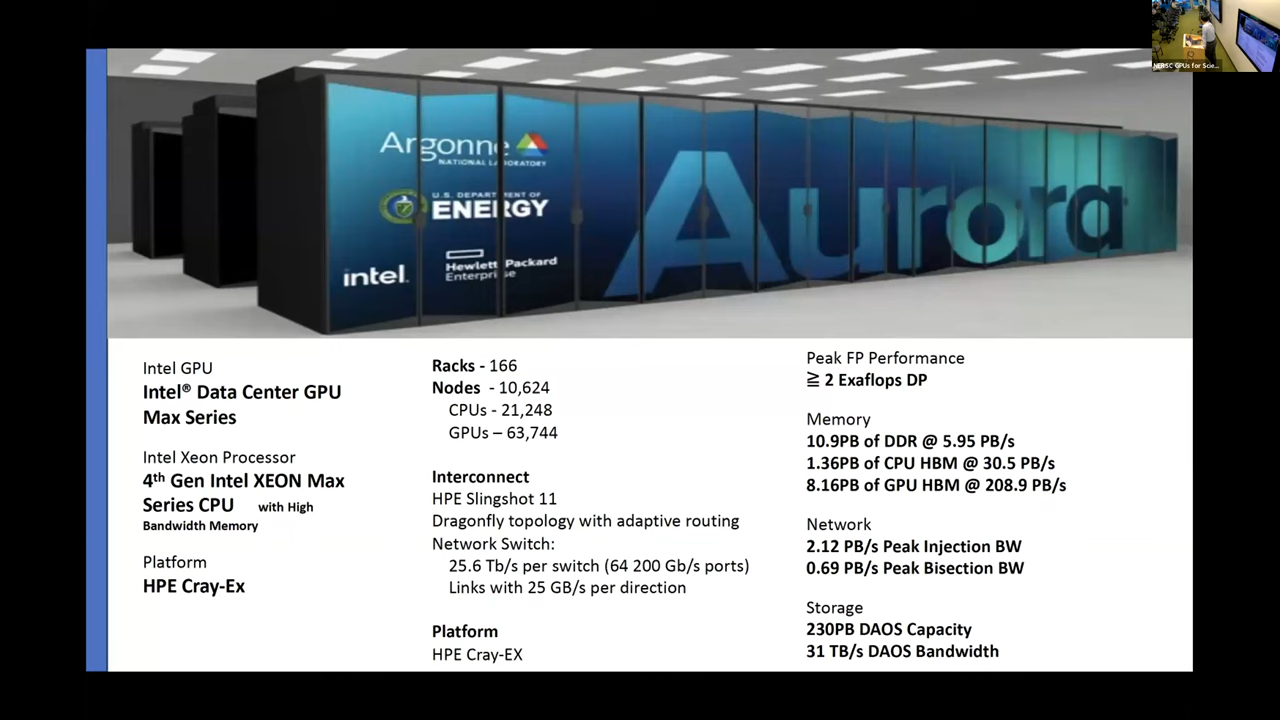 NERSC GPUs for Scie...
Argonne
NATIONAL LABORATORY
U.S. DEPARTMENT OF
ENERGY
intel.
Hewlett Packard
Enterprise
Aurora
Intel GPU
Intel® Data Center GPU
Max Series
Intel Xeon Processor
4th Gen Intel XEON Max
Series CPU with High
Bandwidth Memory
Platform
HPE Cray-Ex
Racks - 166
Nodes - 10,624
CPUs - 21,248
GPUs – 63,744
Interconnect
HPE Slingshot 11
Dragonfly topology with adaptive routing
Network Switch:
25.6 Tb/s per switch (64 200 Gb/s ports)
Links with 25 GB/s per direction
Platform
HPE Cray-EX
Peak FP Performance
≧ 2 Exaflops DP
Memory
10.9PB of DDR @ 5.95 PB/s
1.36PB of CPU HBM @ 30.5 PB/s
8.16PB of GPU HBM @ 208.9 PB/s
Network
2.12 PB/s Peak Injection BW
0.69 PB/s Peak Bisection BW
Storage
230PB DAOS Capacity
31 TB/s DAOS Bandwidth